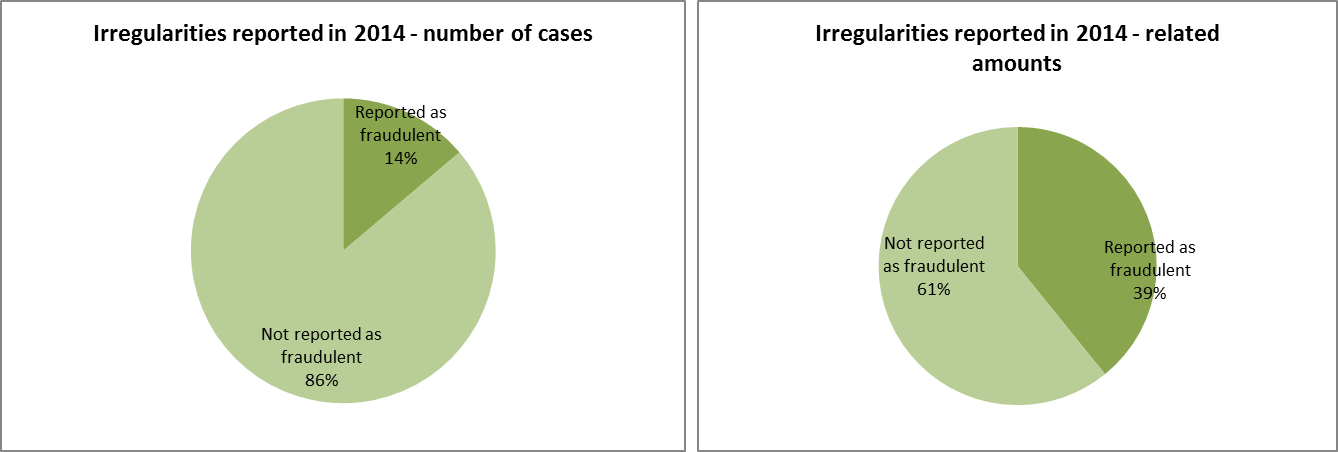 Irregularities reported in 2014 - number of cases
Reported as
fraudulent
14%
Not reported as
fraudulent
86%
Irregularities reported in 2014 - related
amounts
Not reported
as fraudulent
61%
Reported as
fraudulent
39%